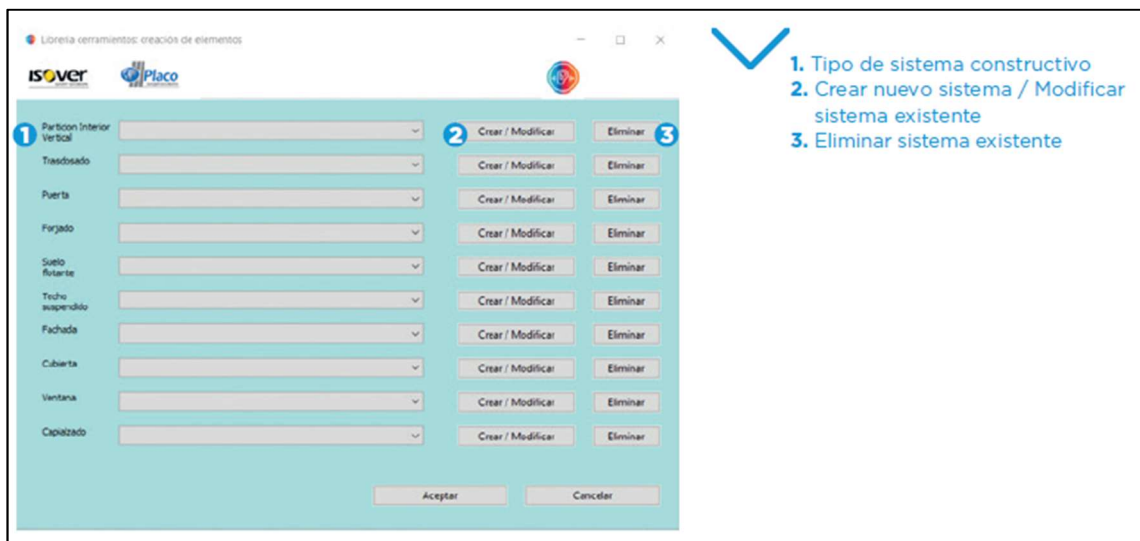 Librería cerramientos: creación de elementos
isover
Placo
1. Tipo de sistema constructivo
2. Crear nuevo sistema / Modificar
sistema existente
3. Eliminar sistema existente
1 Particion Interior
Vertical
2 Crear / Modificar Eliminar 3
Trasdosado Crear / Modificar Eliminar
Puerta Crear / Modificar Eliminar
Forjado Crear / Modificar Eliminar
Suelo
flotante Crear / Modificar Eliminar
Techo
suspendido Crear / Modificar Eliminar
Fachada Crear / Modificar Eliminar
Cubierta Crear / Modificar Eliminar
Ventana Crear / Modificar Eliminar
Capialzado Crear / Modificar Eliminar
Aceptar Cancelar